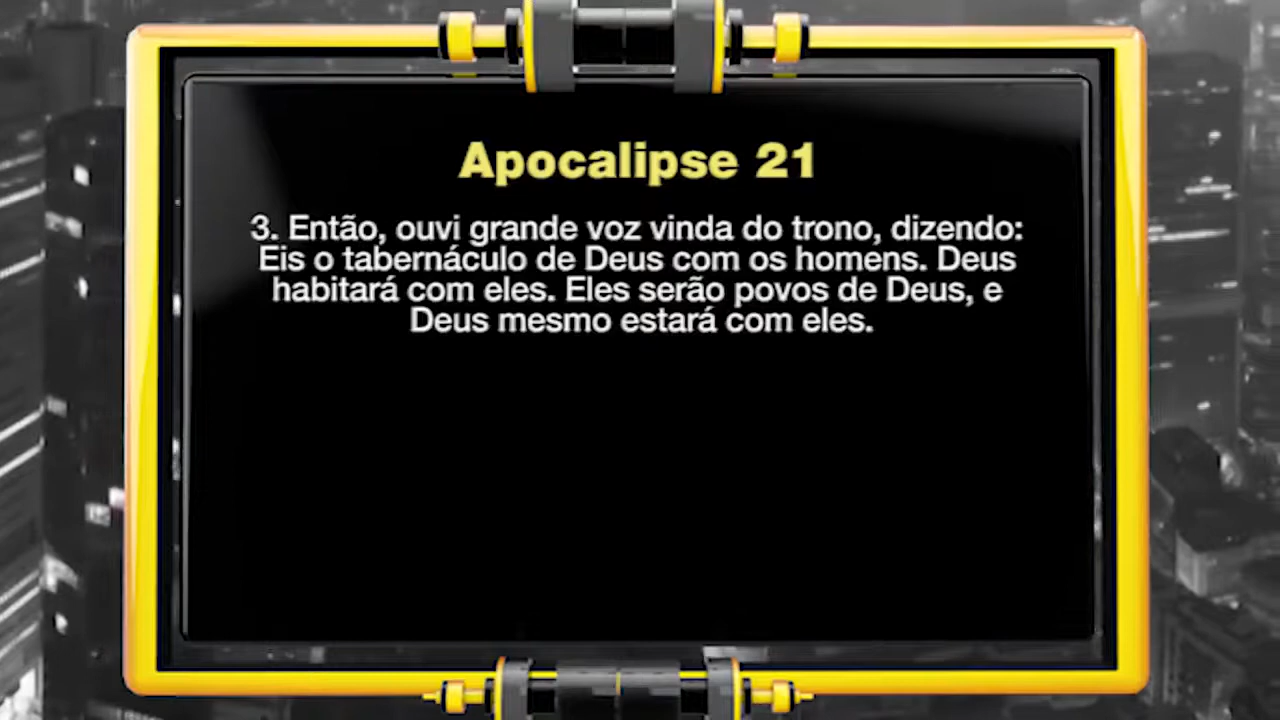 Apocalipse 21
3. Então, ouvi grande voz vinda do trono, dizendo:
Eis o tabernáculo de Deus com os homens. Deus
habitará com eles. Eles serão povos de Deus, e
Deus mesmo estará com eles.